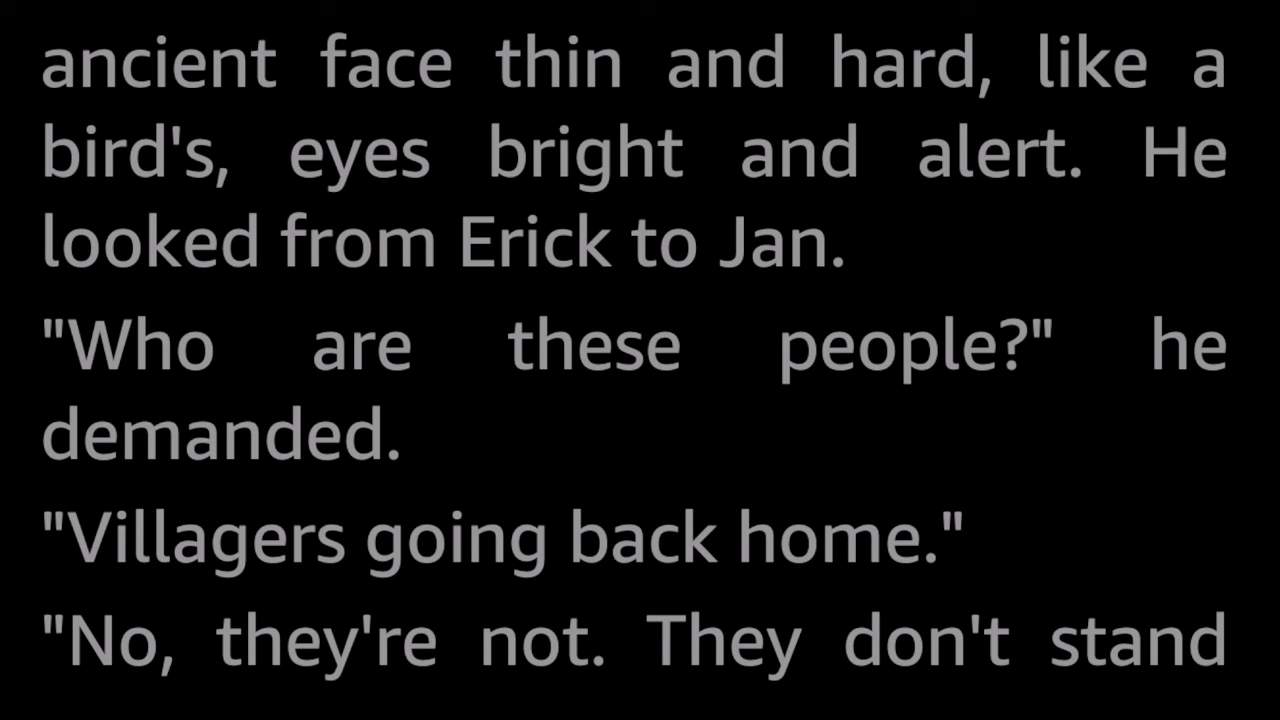 ancient face thin and hard, like a
bird's, eyes bright and alert. He
looked from Erick to Jan.
"Who are these people?" he
demanded.
"Villagers going back home."
"No, they're not. They don't stand